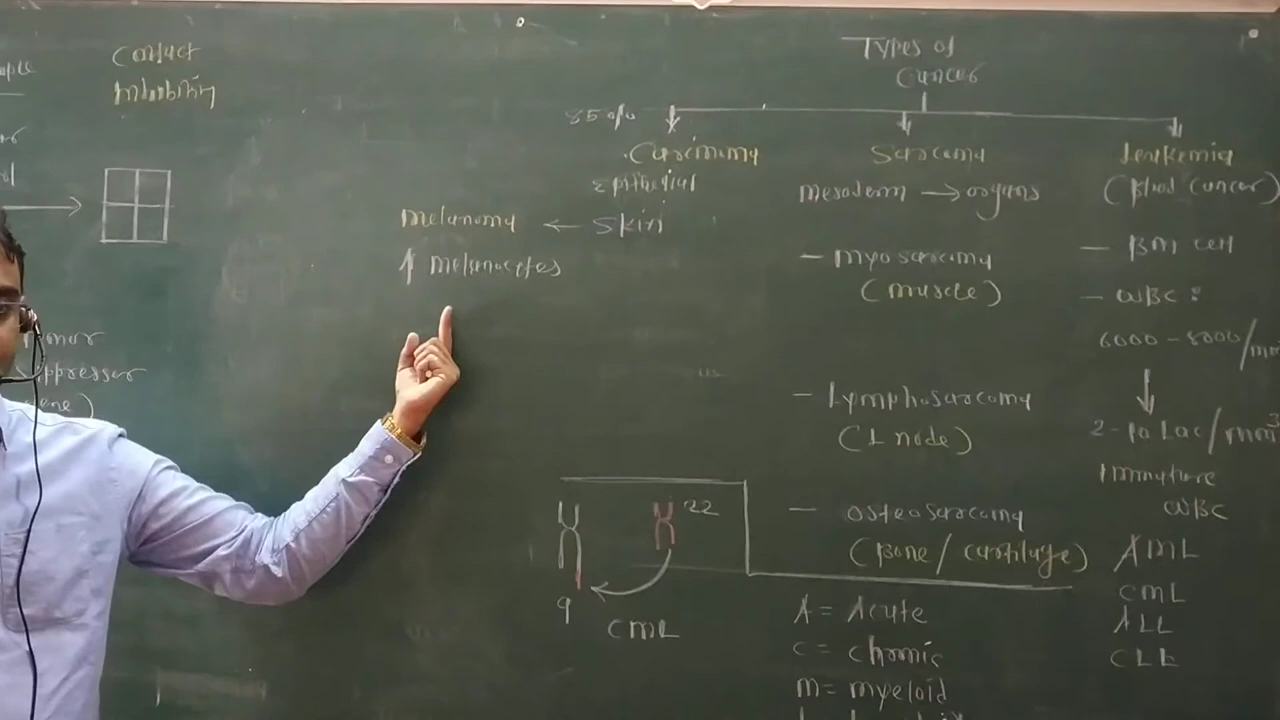 Contact
Inhibition
Suppressor
gene)
Types of
Cancer
85%
Carcinoma
Epithelial
Melanoma ← Skin
↑ Melanocytes
Sarcoma
Mesoderm → organs
- Myosarcoma
(muscle)
- Lymphosarcoma
(L node)
- Osteosarcoma
(Bone / cartilage)
Leukemia
(Blood cancer)
- BM cell
- WBC :
6000 - 8000/mm
2-10 Lac/mm³
Immature
WBC
AML
CML
ALL
CLL
22
9
CML
A = Acute
C = chronic
M = myeloid